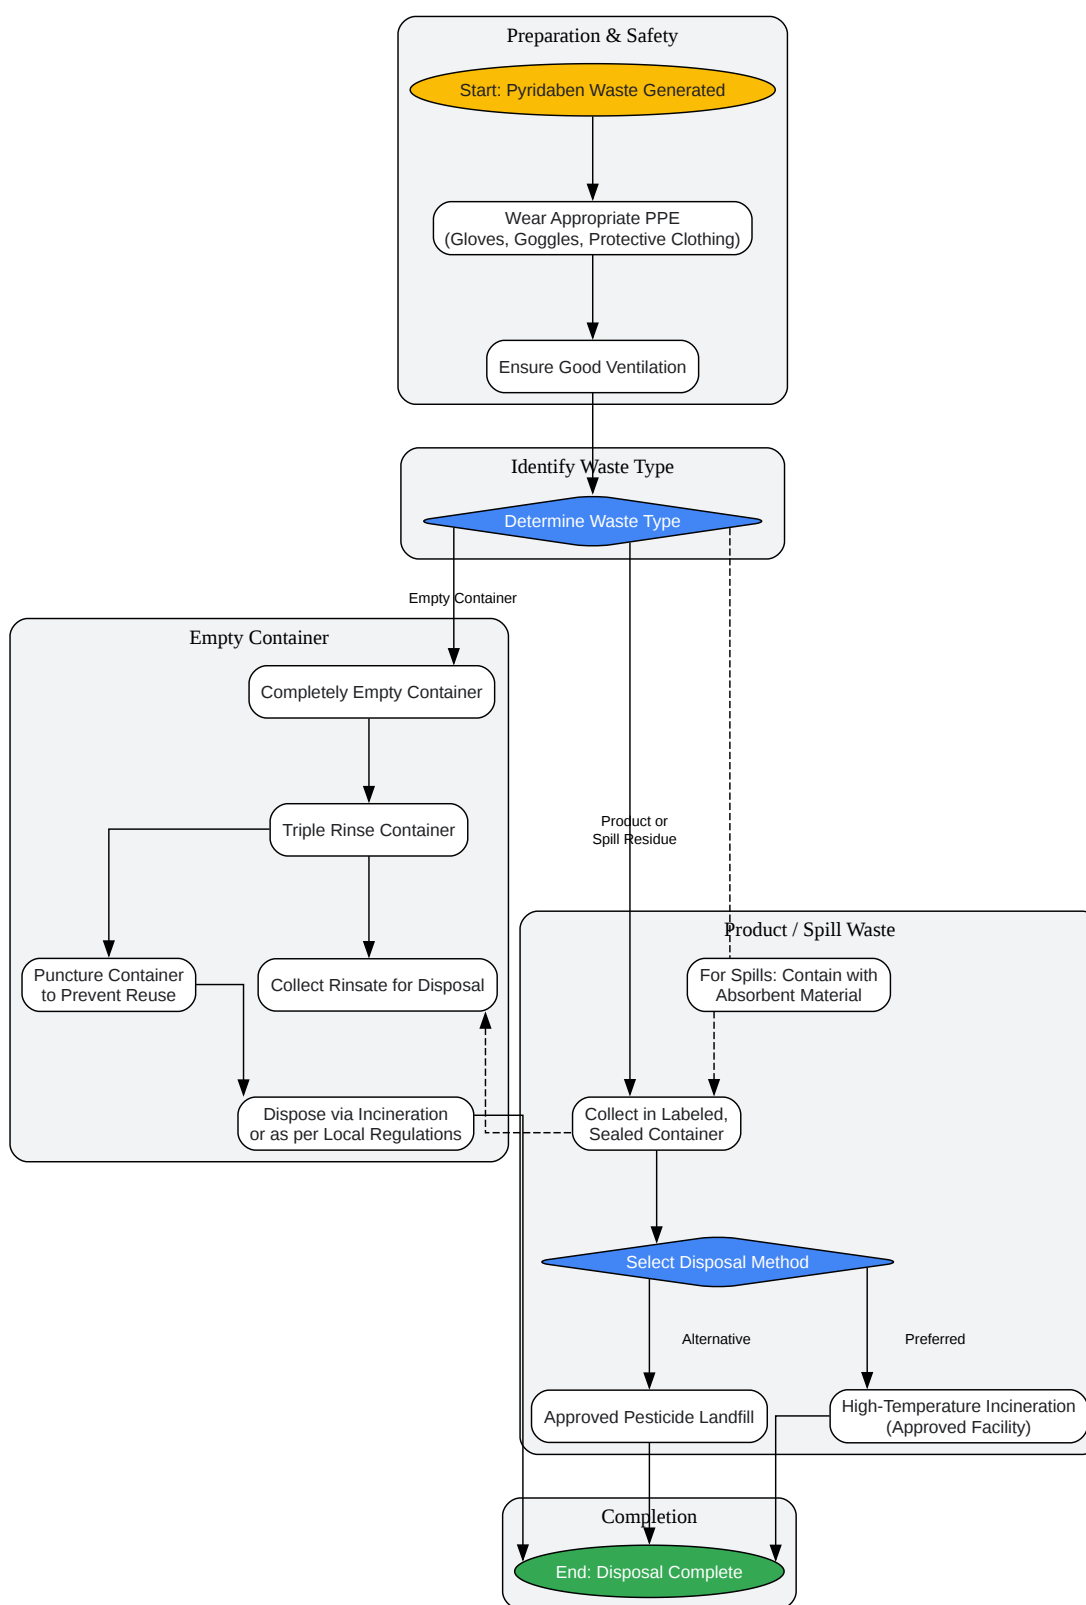 Preparation & Safety
Start: Pyridaben Waste Generated
Wear Appropriate PPE
(Gloves, Goggles, Protective Clothing)
Ensure Good Ventilation
Identify Waste Type
Determine Waste Type
Empty Container
Empty Container
Completely Empty Container
Triple Rinse Container
Product or
Spill Residue
Puncture Container
to Prevent Reuse
Collect Rinsate for Disposal
Product / Spill Waste
For Spills: Contain with
Absorbent Material
Dispose via Incineration
or as per Local Regulations
Collect in Labeled,
Sealed Container
Select Disposal Method
Alternative
Preferred
Approved Pesticide Landfill
High-Temperature Incineration
(Approved Facility)
Completion
End: Disposal Complete